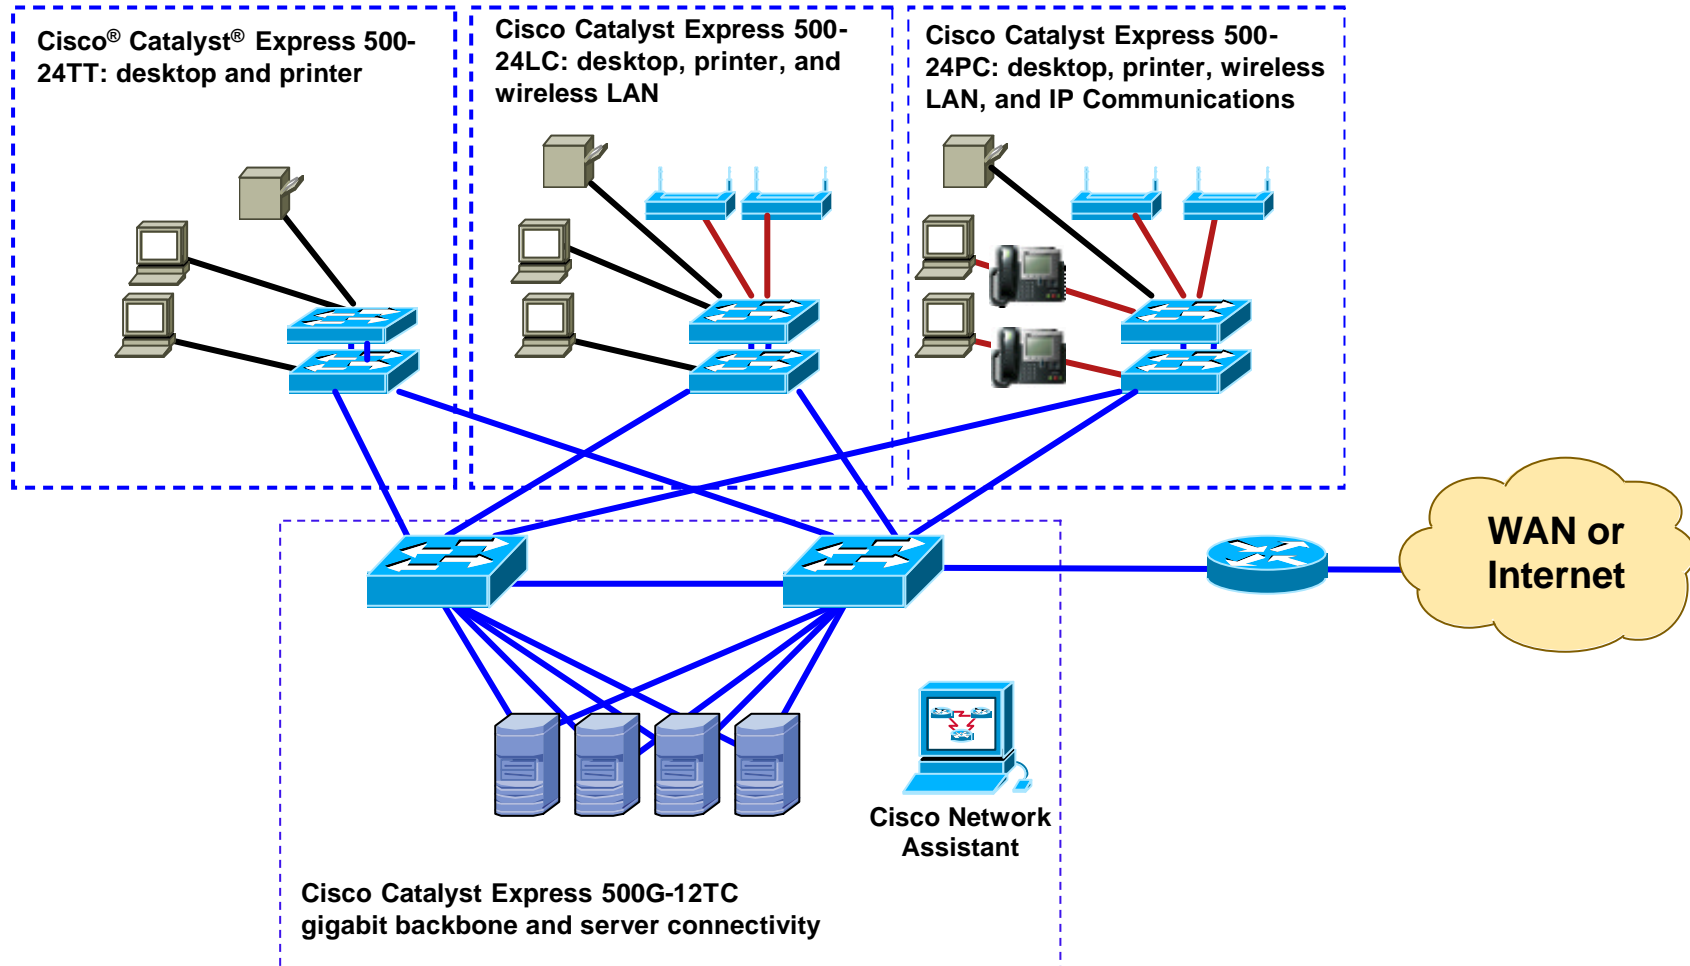 Cisco® Catalyst® Express 500-
24TT: desktop and printer
Cisco Catalyst Express 500-
24LC: desktop, printer, and
wireless LAN
Cisco Catalyst Express 500-
24PC: desktop, printer, wireless
LAN, and IP Communications
WAN or
Internet
Cisco Network
Assistant
Cisco Catalyst Express 500G-12TC
gigabit backbone and server connectivity